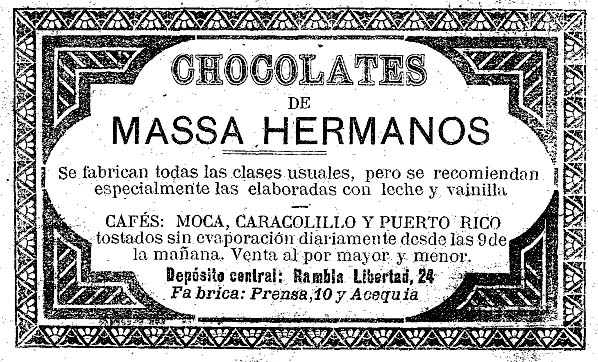 CHOCOLATES
DE
MASSA HERMANOS
Se fabrican todas las clases usuales, pero se recomiendan
especialmente las elaboradas con leche y vainilla
CAFÉS: MOCA, CARACOLILLO Y PUERTO RICO
tostados sin evaporación diariamente desde las 9 de
la mañana. Venta al por mayor y menor.
Depósito central: Rambla Libertad, 24
Fabrica: Prensa, 10 y Acequia